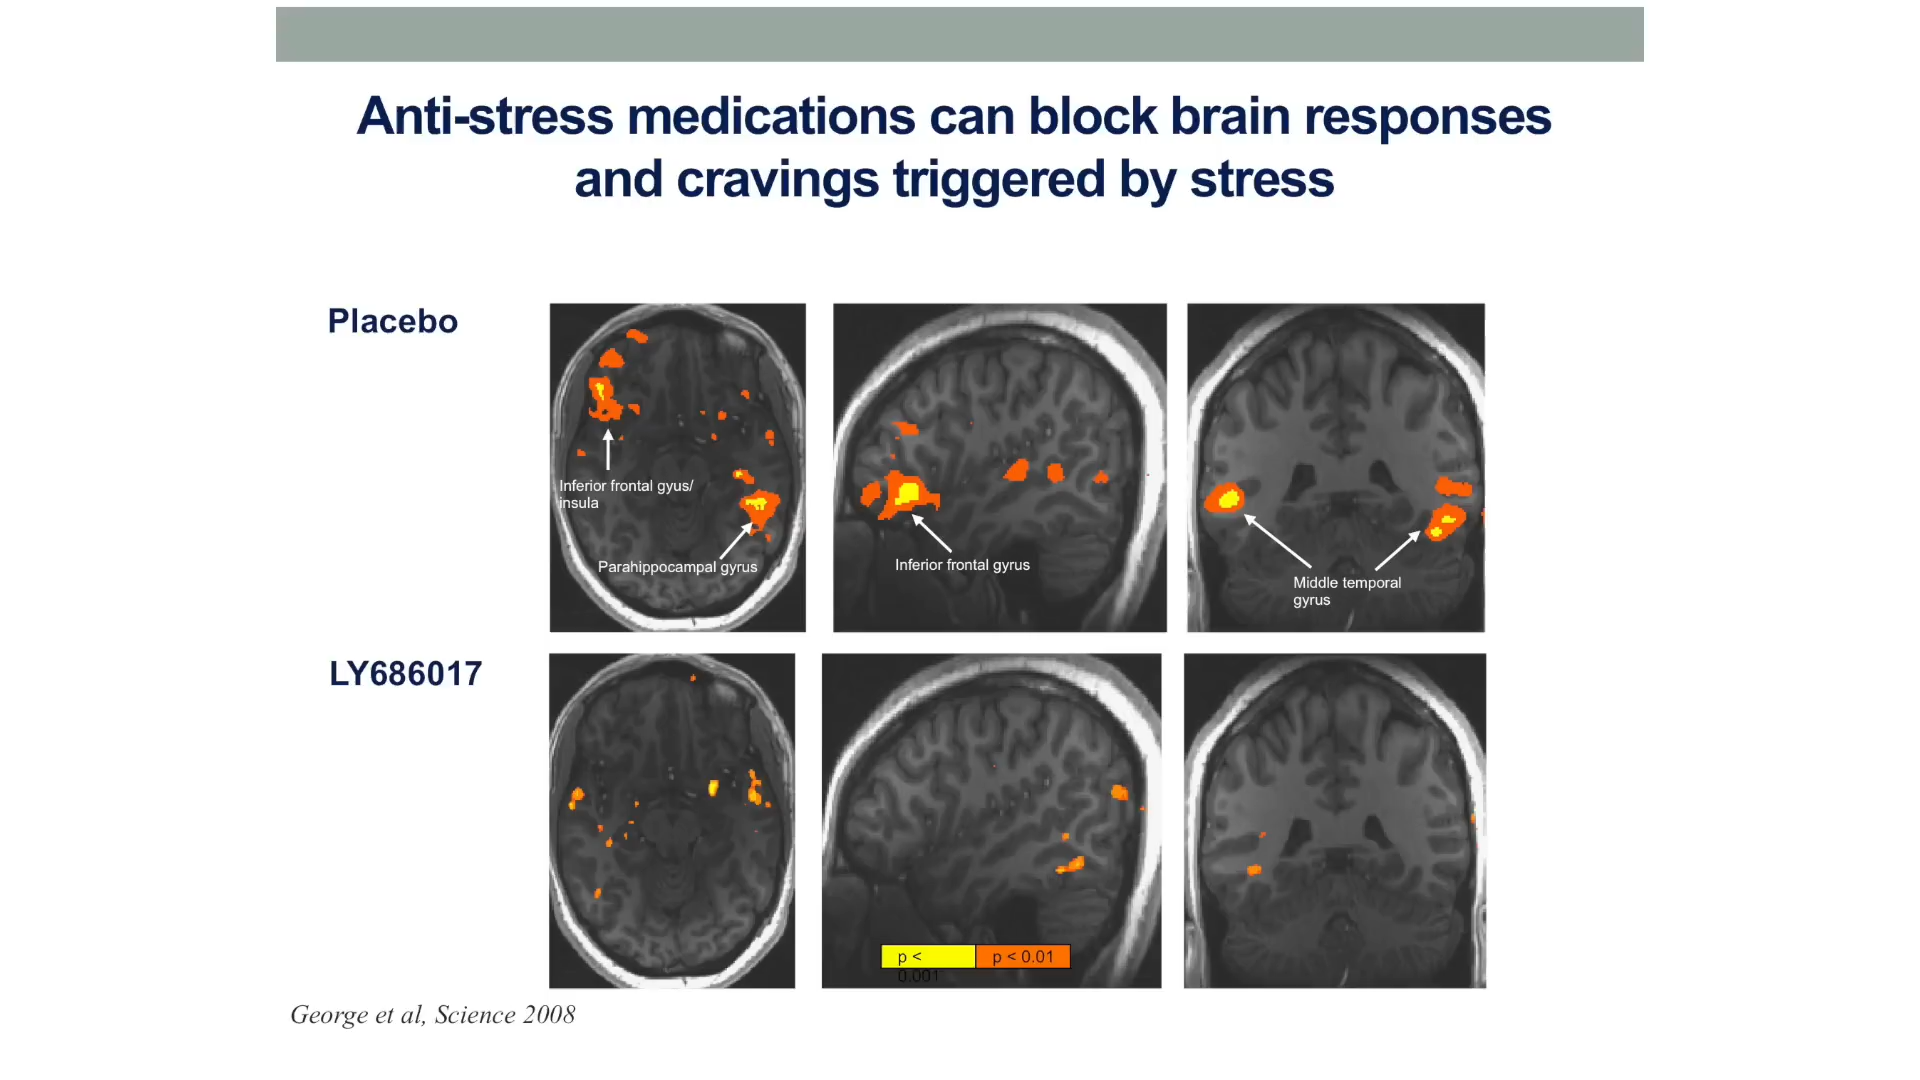 Anti-stress medications can block brain responses
and cravings triggered by stress
Placebo
Inferior frontal gyus/
insula
Parahippocampal gyrus
Inferior frontal gyrus
Middle temporal
gyrus
LY686017
p <
0.001
p < 0.01
George et al, Science 2008